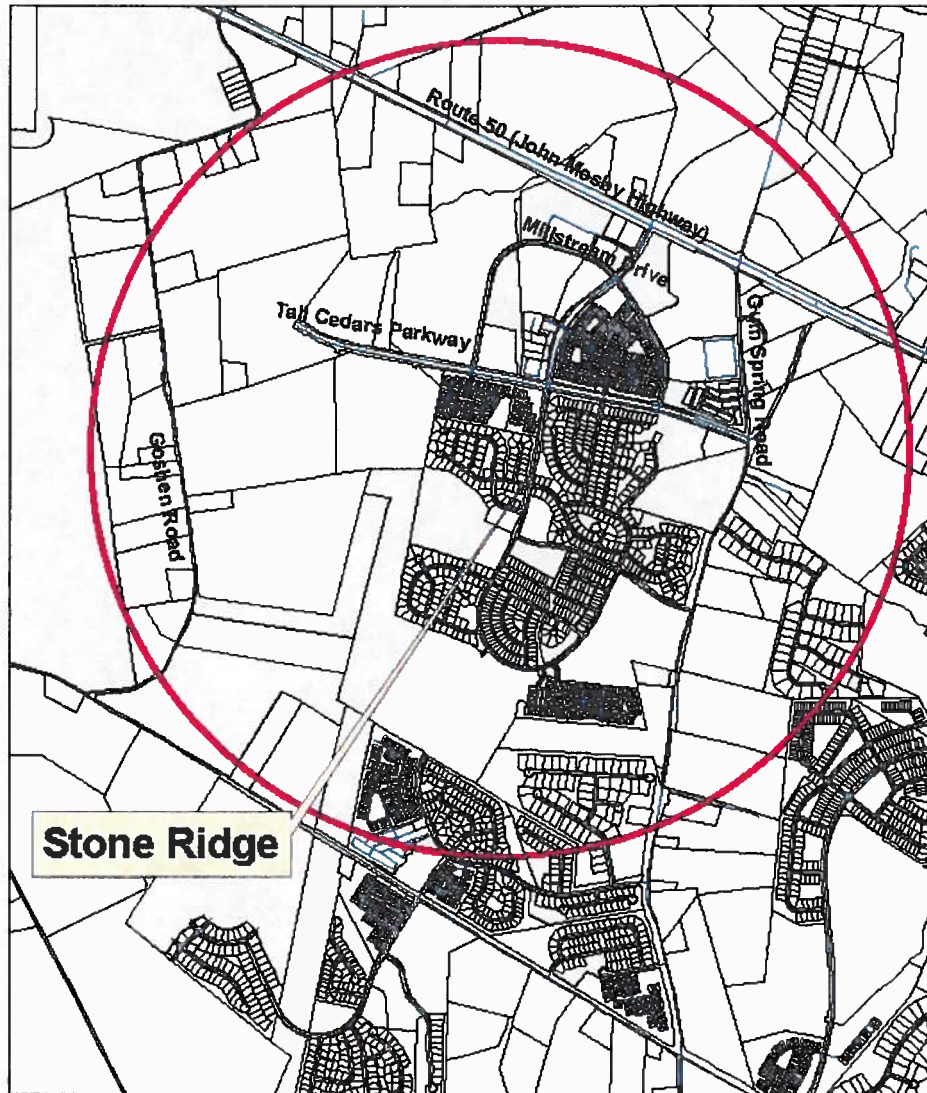 Route 50 (John Mosby Highway)
Millstream Drive
Tall Cedars Parkway
Gum Spring Road
Goshen Road
Stone Ridge